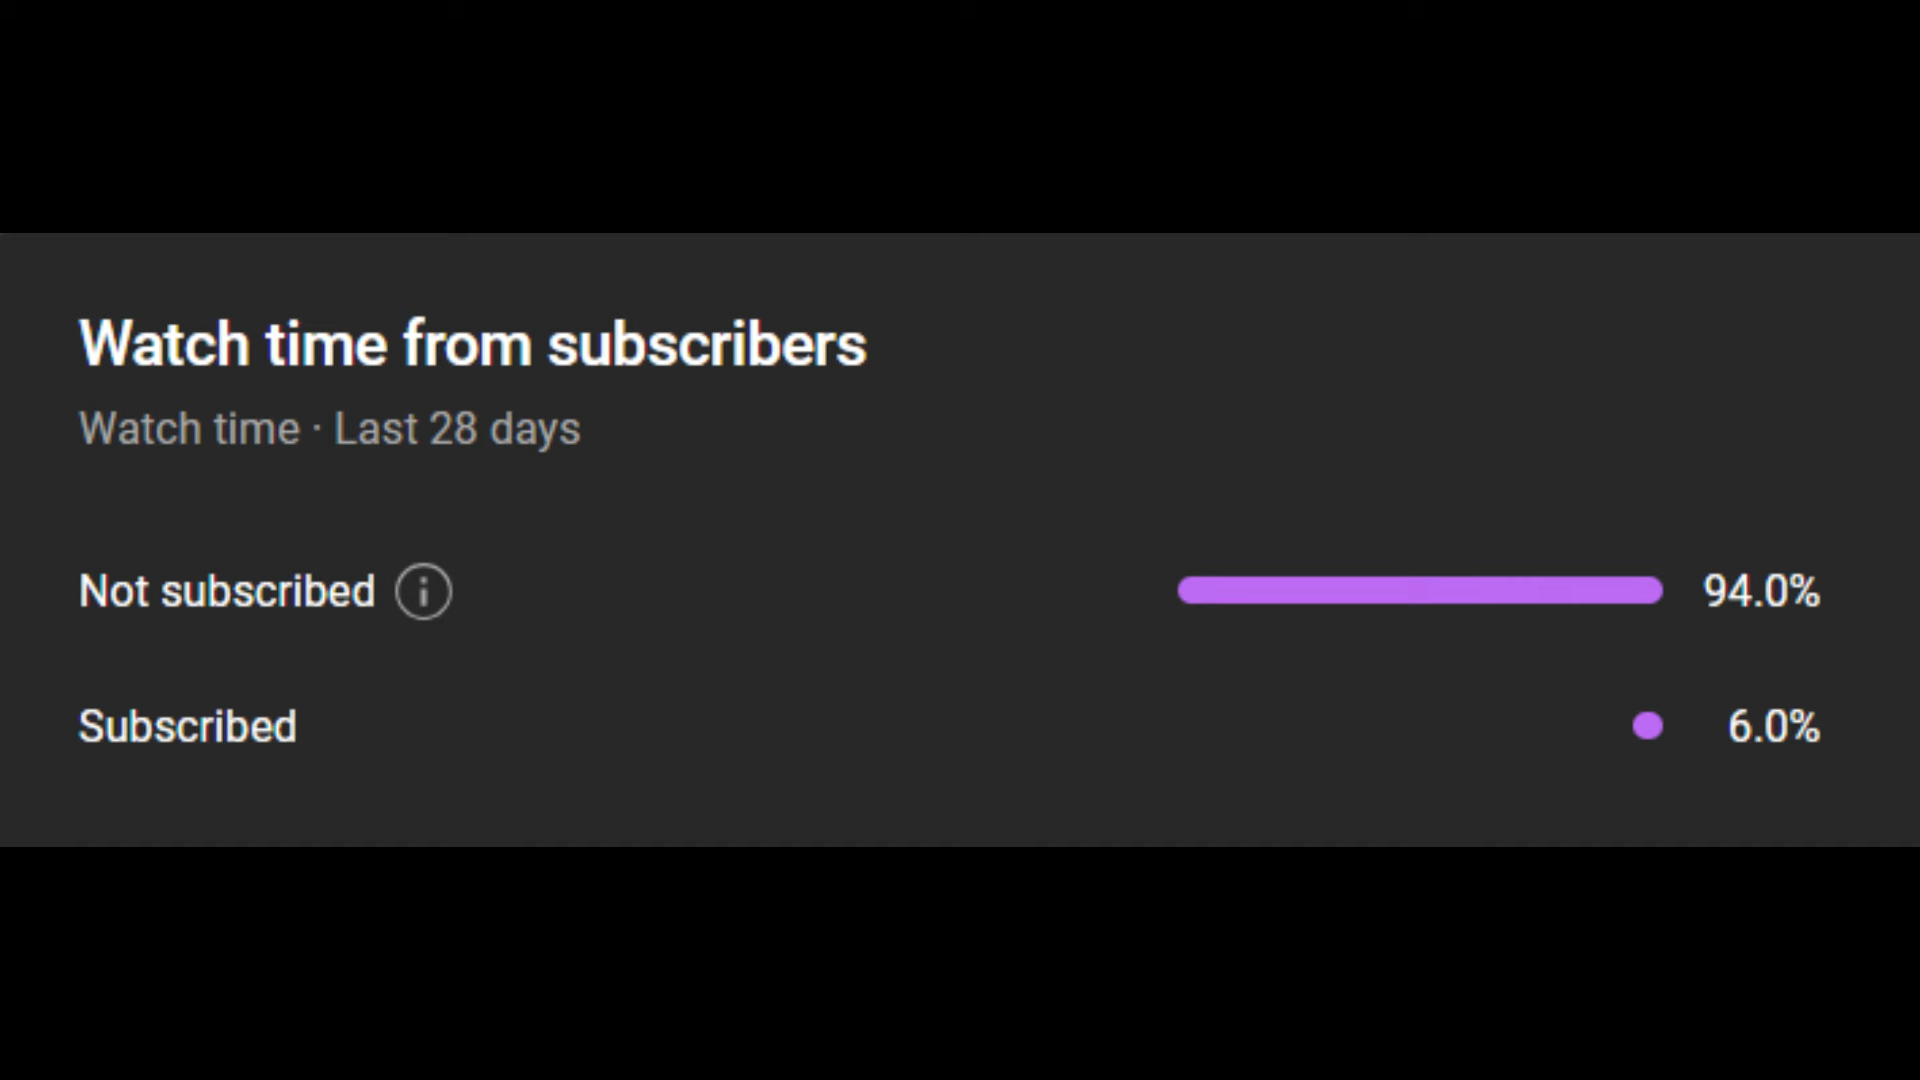 Watch time from subscribers
Watch time · Last 28 days
Not subscribed 94.0%
Subscribed 6.0%